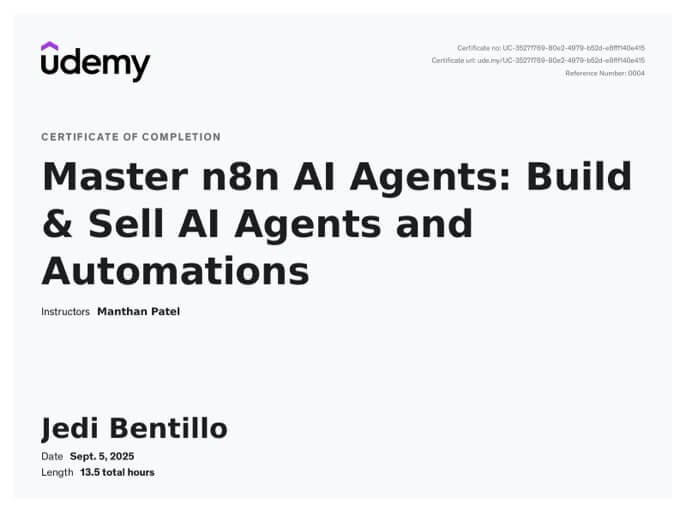 udemy
Certificate no: UC-3527f769-80e2-4979-b52d-e8fff140e415
Certificate url: ude.my/UC-3527f769-80e2-4979-b52d-e8fff140e415
Reference Number: 0004
CERTIFICATE OF COMPLETION
Master n8n AI Agents: Build
& Sell AI Agents and
Automations
Instructors Manthan Patel
Jedi Bentillo
Date Sept. 5, 2025
Length 13.5 total hours